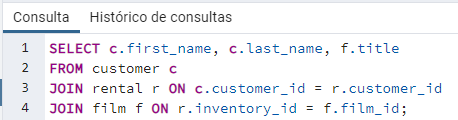 Consulta Histórico de consultas
1 SELECT c.first_name, c.last_name, f.title
2 FROM customer c
3 JOIN rental r ON c.customer_id = r.customer_id
4 JOIN film f ON r.inventory_id = f.film_id;